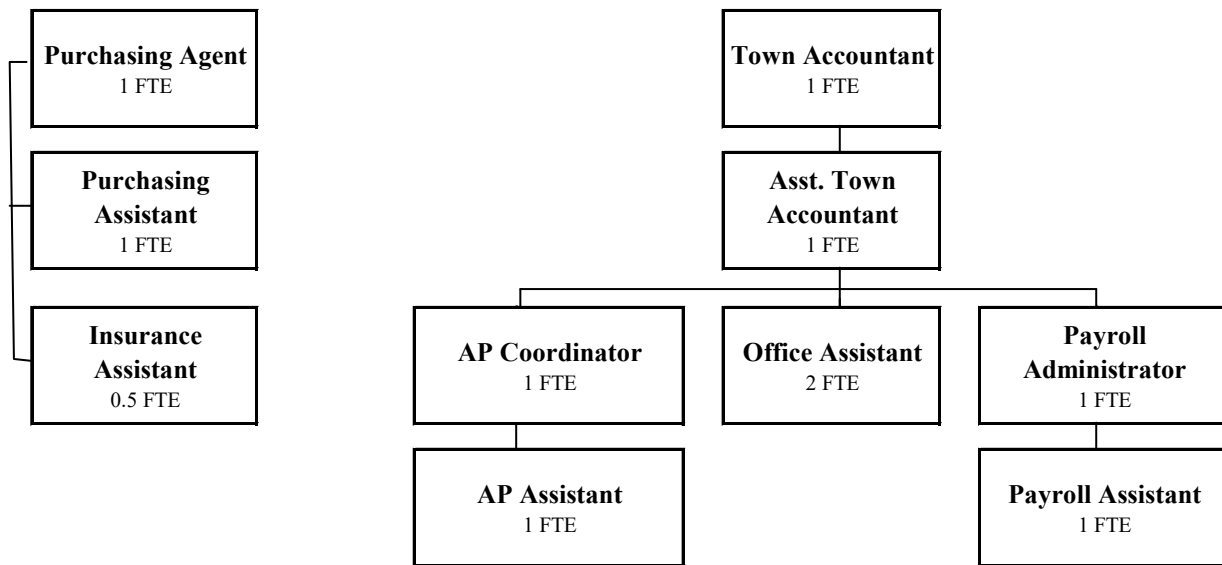 Purchasing Agent
1 FTE
Purchasing
Assistant
1 FTE
Insurance
Assistant
0.5 FTE
Town Accountant
1 FTE
Asst. Town
Accountant
1 FTE
AP Coordinator
1 FTE
Office Assistant
2 FTE
Payroll
Administrator
1 FTE
AP Assistant
1 FTE
Payroll Assistant
1 FTE